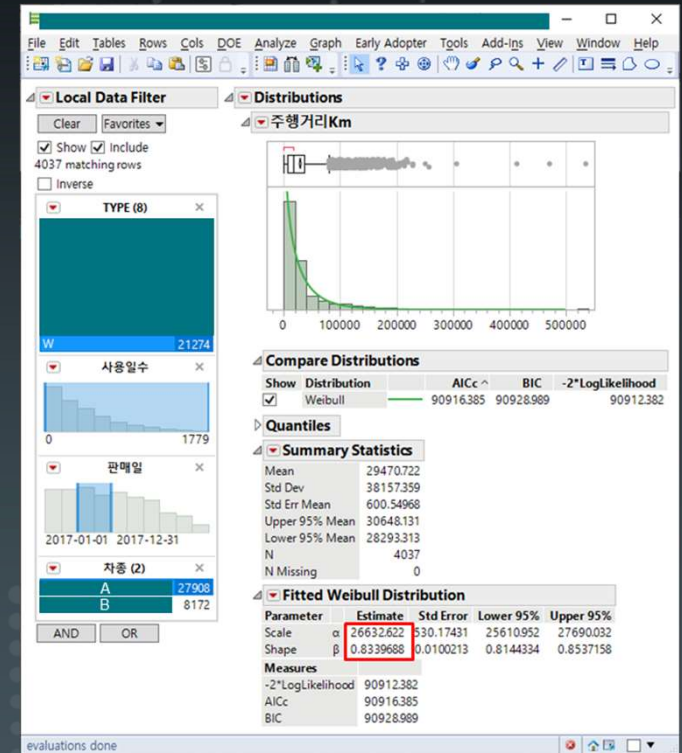 File Edit Tables Rows Cols DOE Analyze Graph Early Adopter Tools Add-Ins View Window Help
Local Data Filter
Clear Favorites
Show Include
4037 matching rows
Inverse
TYPE (8)
W 21274
사용일수
0 1779
판매일
2017-01-01 2017-12-31
차종 (2)
A 27908
B 8172
AND OR
Distributions
주행거리Km
0 100000 200000 300000 400000 500000
Compare Distributions
Show Distribution AICc ^ BIC -2*LogLikelihood
Weibull 90916.385 90928.989 90912.382
Quantiles
Summary Statistics
Mean 29470.722
Std Dev 38157.359
Std Err Mean 600.54968
Upper 95% Mean 30648.131
Lower 95% Mean 28293.313
N 4037
N Missing 0
Fitted Weibull Distribution
Parameter Estimate Std Error Lower 95% Upper 95%
Scale α 26632.622 530.17431 25610.952 27690.032
Shape β 0.8339688 0.0100213 0.8144334 0.8537158
Measures
-2*LogLikelihood 90912.382
AICc 90916.385
BIC 90928.989
evaluations done